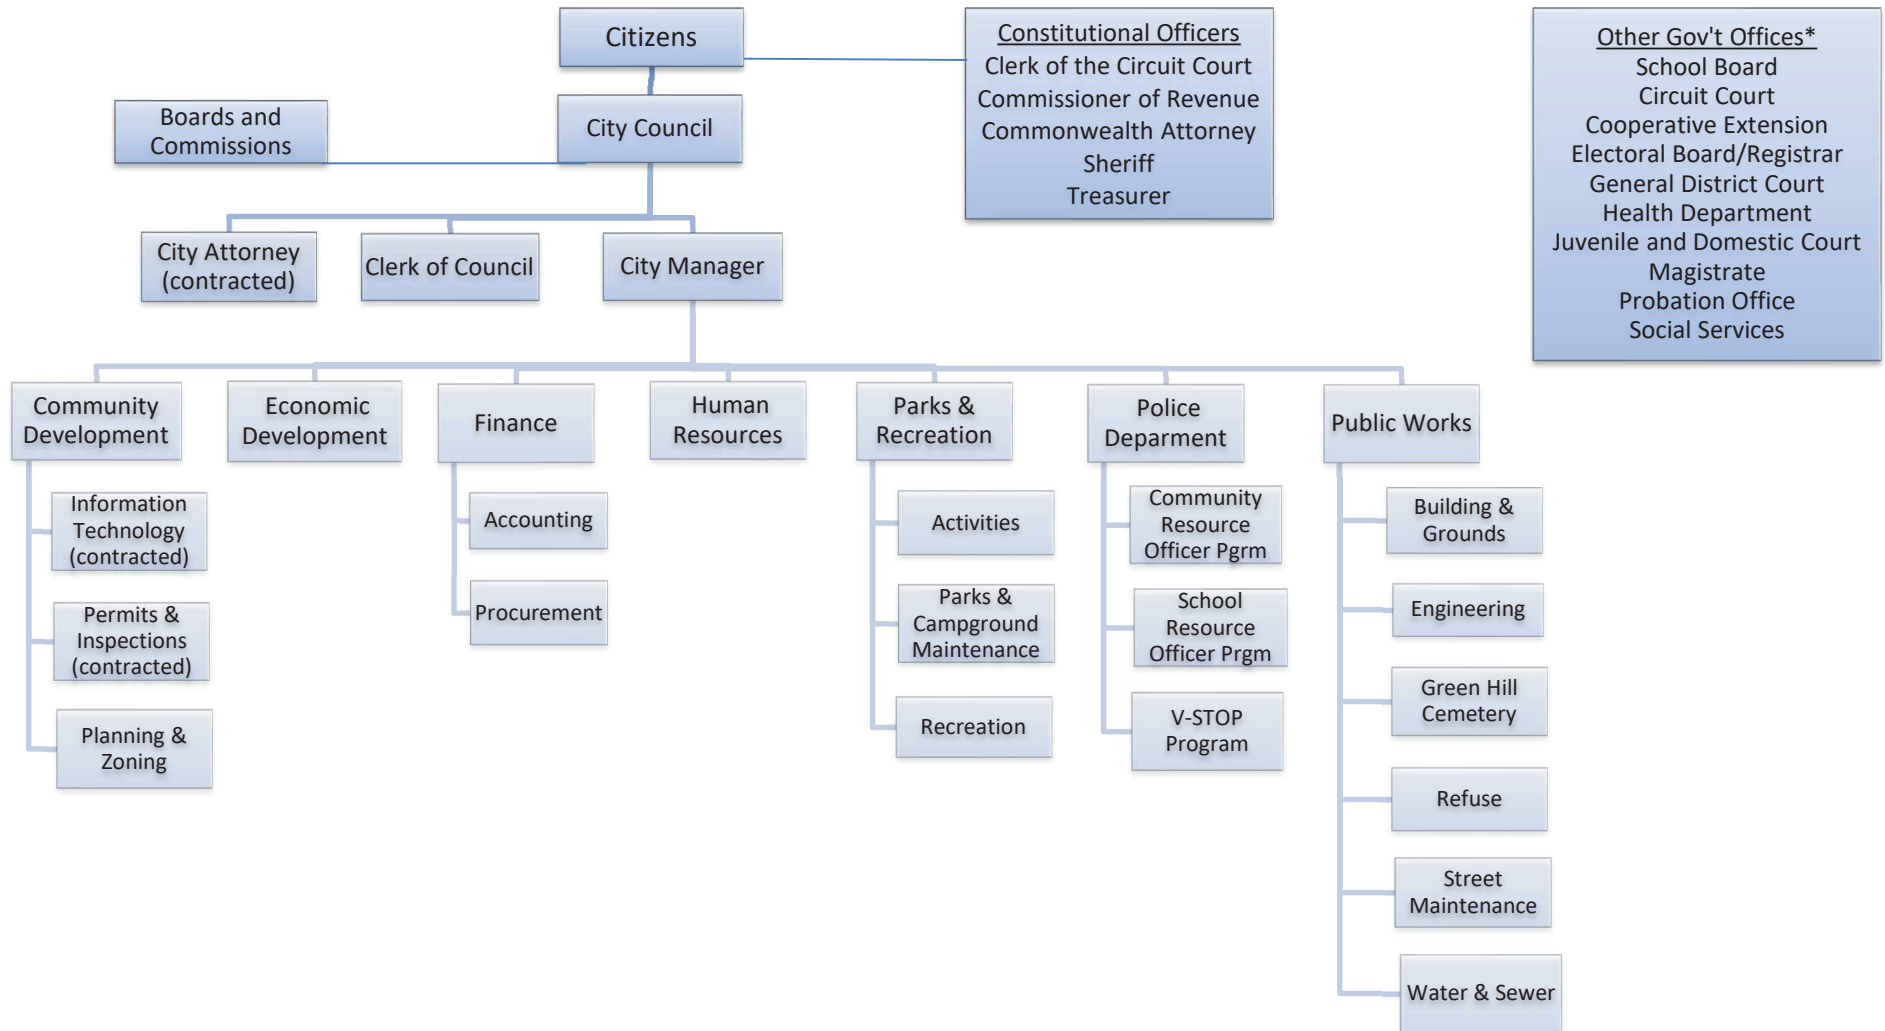 Citizens
Constitutional Officers
Clerk of the Circuit Court
Commissioner of Revenue
Commonwealth Attorney
Sheriff
Treasurer
Other Gov't Offices*
School Board
Circuit Court
Cooperative Extension
Electoral Board/Registrar
General District Court
Health Department
Juvenile and Domestic Court
Magistrate
Probation Office
Social Services
Boards and
Commissions
City Council
City Attorney
(contracted)
Clerk of Council
City Manager
Community
Development
Economic
Development
Finance
Human
Resources
Parks &
Recreation
Police
Deparment
Public Works
Information
Technology
(contracted)
Permits &
Inspections
(contracted)
Planning &
Zoning
Accounting
Procurement
Activities
Parks &
Campground
Maintenance
Recreation
Community
Resource
Officer Pgrm
School
Resource
Officer Prgm
V-STOP
Program
Building &
Grounds
Engineering
Green Hill
Cemetery
Refuse
Street
Maintenance
Water & Sewer